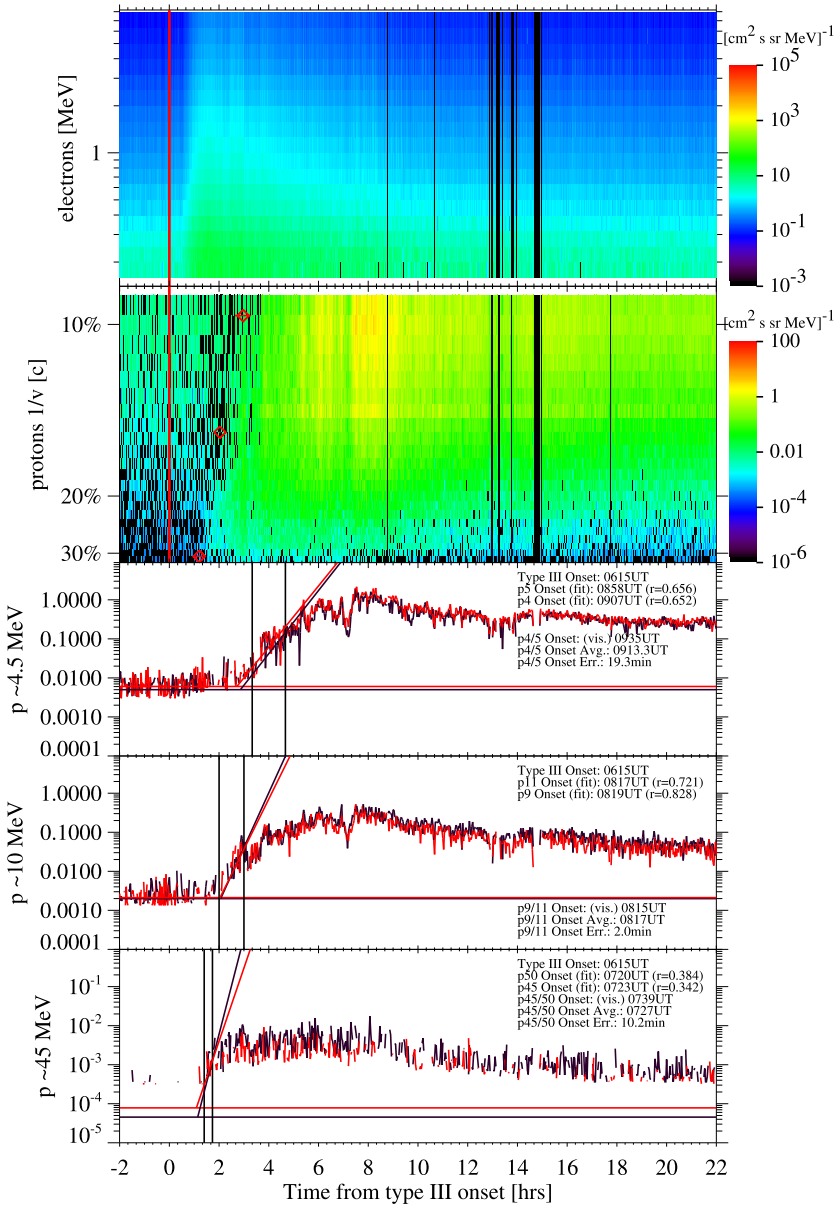 [cm² s sr MeV]⁻¹
10⁵
10³
10
10⁻¹
10⁻³
electrons [MeV]
1
[cm² s sr MeV]⁻¹
100
1
0.01
10⁻⁴
10⁻⁶
protons 1/v [c]
10%
20%
30%
p ~4.5 MeV
1.0000
0.1000
0.0100
0.0010
0.0001
Type III Onset: 0615UT
p5 Onset (fit): 0858UT (r=0.656)
p4 Onset (fit): 0907UT (r=0.652)
p4/5 Onset: (vis.) 0935UT
p4/5 Onset Avg.: 0913.3UT
p4/5 Onset Err.: 19.3min
p ~10 MeV
1.0000
0.1000
0.0100
0.0010
0.0001
Type III Onset: 0615UT
p11 Onset (fit): 0817UT (r=0.721)
p9 Onset (fit): 0819UT (r=0.828)
p9/11 Onset: (vis.) 0815UT
p9/11 Onset Avg.: 0817UT
p9/11 Onset Err.: 2.0min
p ~45 MeV
10⁻¹
10⁻²
10⁻³
10⁻⁴
10⁻⁵
Type III Onset: 0615UT
p50 Onset (fit): 0720UT (r=0.384)
p45 Onset (fit): 0723UT (r=0.342)
p45/50 Onset: (vis.) 0739UT
p45/50 Onset Avg.: 0727UT
p45/50 Onset Err.: 10.2min
-2 0 2 4 6 8 10 12 14 16 18 20 22
Time from type III onset [hrs]